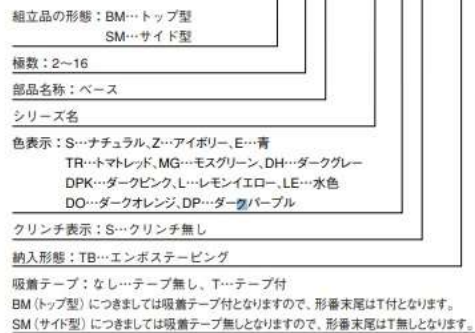 組立品の形態：BM…トップ型
SM…サイド型
極数：2～16
部品名称：ベース
シリーズ名
色表示：S…ナチュラル、Z…アイボリー、E…青
TR…トマトレッド、MG…モスグリーン、DH…ダークグレー
DPK…ダークピンク、L…レモンイエロー、LE…水色
DO…ダークオレンジ、DP…ダークパープル
クリンチ表示：S…クリンチ無し
納入形態：TB…エンボステーピング
吸着テープ：なし…テープ無し、T…テープ付
BM（トップ型）につきましては吸着テープ付となりますので、形番末尾はT付となります。
SM（サイド型）につきましては吸着テープ無しとなりますので、形番末尾はT無しとなります。